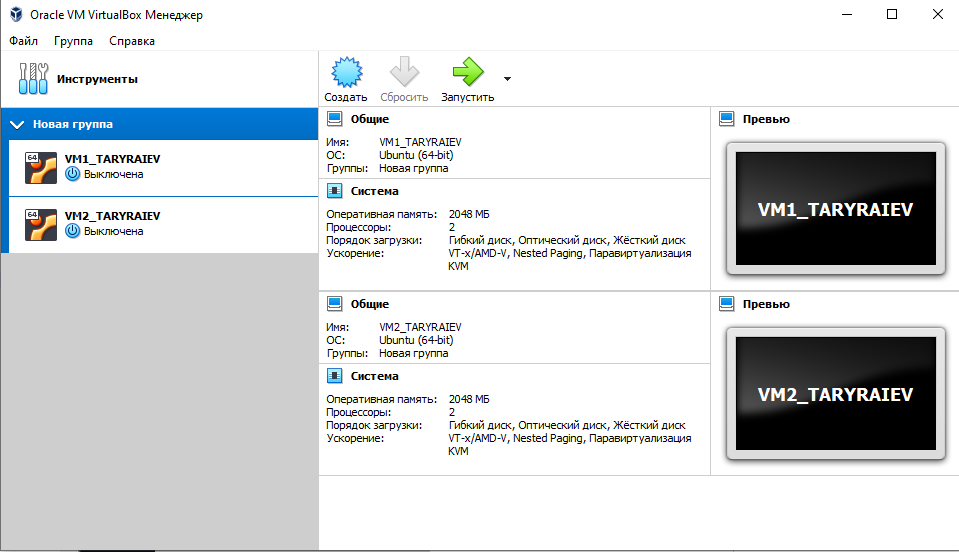 Oracle VM VirtualBox Менеджер
Файл Группа Справка
Инструменты
Создать Сбросить Запустить
Новая группа
64
VM1_TARYRAIEV
Выключена
64
VM2_TARYRAIEV
Выключена
Общие
Имя: VM1_TARYRAIEV
ОС: Ubuntu (64-bit)
Группы: Новая группа
Система
Оперативная память: 2048 МБ
Процессоры: 2
Порядок загрузки: Гибкий диск, Оптический диск, Жёсткий диск
Ускорение: VT-x/AMD-V, Nested Paging, Паравиртуализация
KVM
Превью
VM1_TARYRAIEV
Общие
Имя: VM2_TARYRAIEV
ОС: Ubuntu (64-bit)
Группы: Новая группа
Система
Оперативная память: 2048 МБ
Процессоры: 2
Порядок загрузки: Гибкий диск, Оптический диск, Жёсткий диск
Ускорение: VT-x/AMD-V, Nested Paging, Паравиртуализация
KVM
Превью
VM2_TARYRAIEV